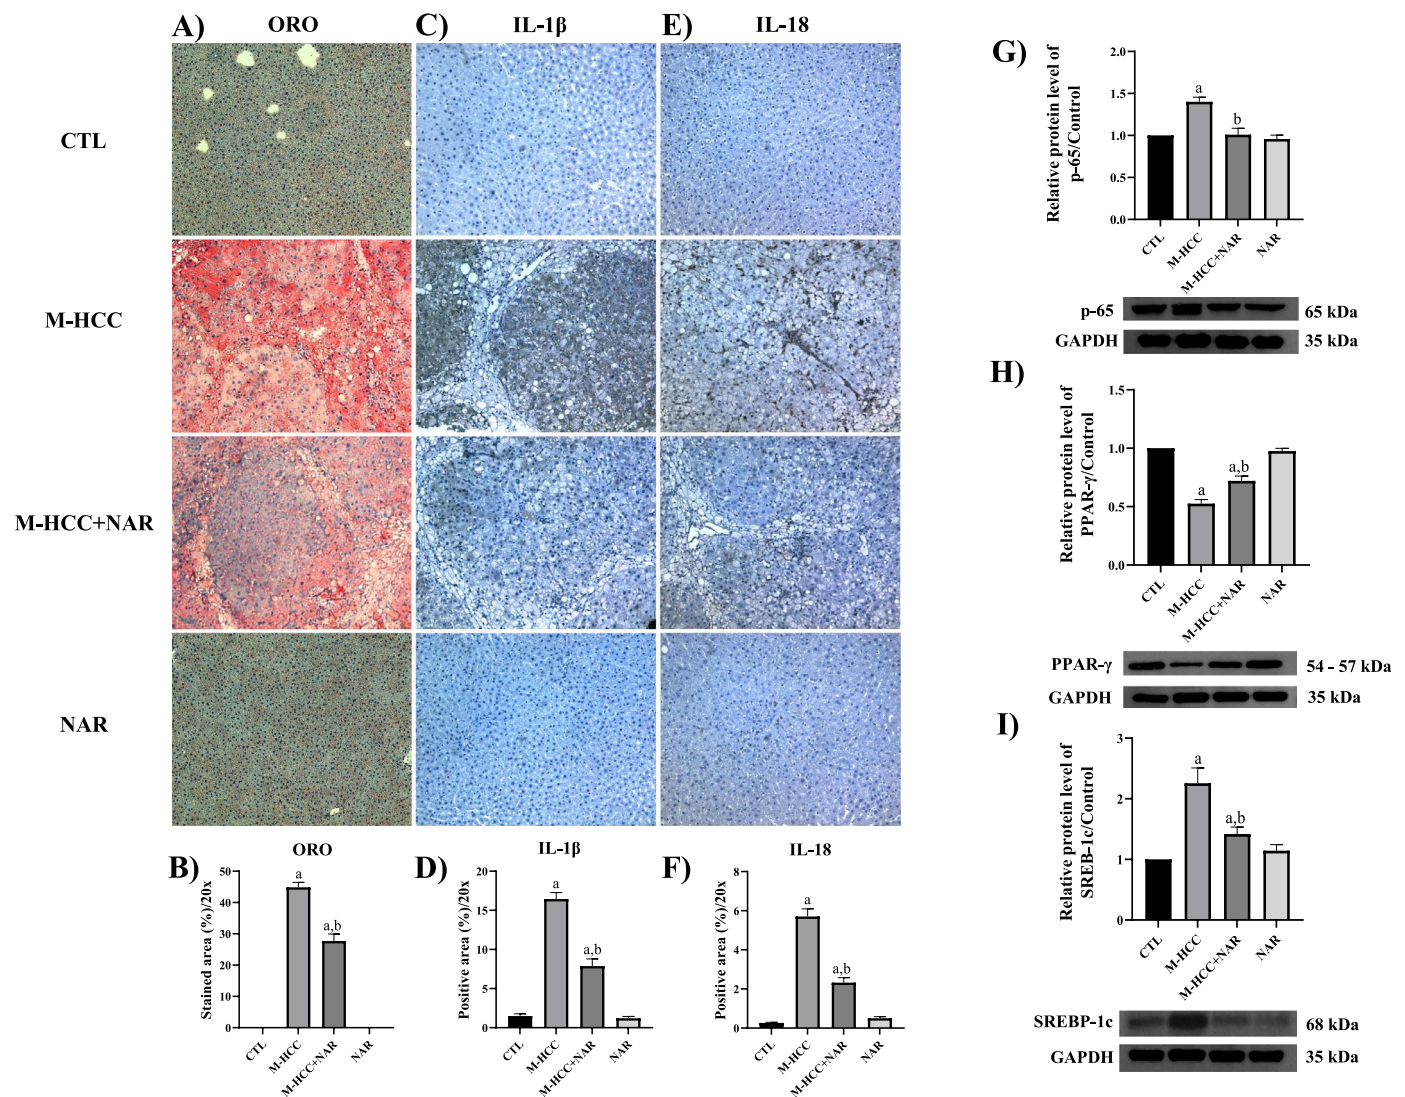 A) ORO C) IL-1β E) IL-18
CTL
M-HCC
M-HCC+NAR
NAR
B) ORO
Stained area (%)/20x
50
40
30
20
10
0
a
a,b
CTL
M-HCC
M-HCC+NAR
NAR
D) IL-1β
Positive area (%)/20x
20
15
10
5
0
a
a,b
CTL
M-HCC
M-HCC+NAR
NAR
F) IL-18
Positive area (%)/20x
8
6
4
2
0
a
a,b
CTL
M-HCC
M-HCC+NAR
NAR
G)
Relative protein level of
p-65/Control
2.0
1.5
1.0
0.5
0.0
a
b
CTL
M-HCC
M-HCC+NAR
NAR
p-65 65 kDa
GAPDH 35 kDa
H)
Relative protein level of
PPAR-γ/Control
1.5
1.0
0.5
0.0
a
a,b
CTL
M-HCC
M-HCC+NAR
NAR
PPAR-γ 54 - 57 kDa
GAPDH 35 kDa
I)
Relative protein level of
SREB-1c/Control
3
2
1
0
a
a,b
CTL
M-HCC
M-HCC+NAR
NAR
SREBP-1c 68 kDa
GAPDH 35 kDa